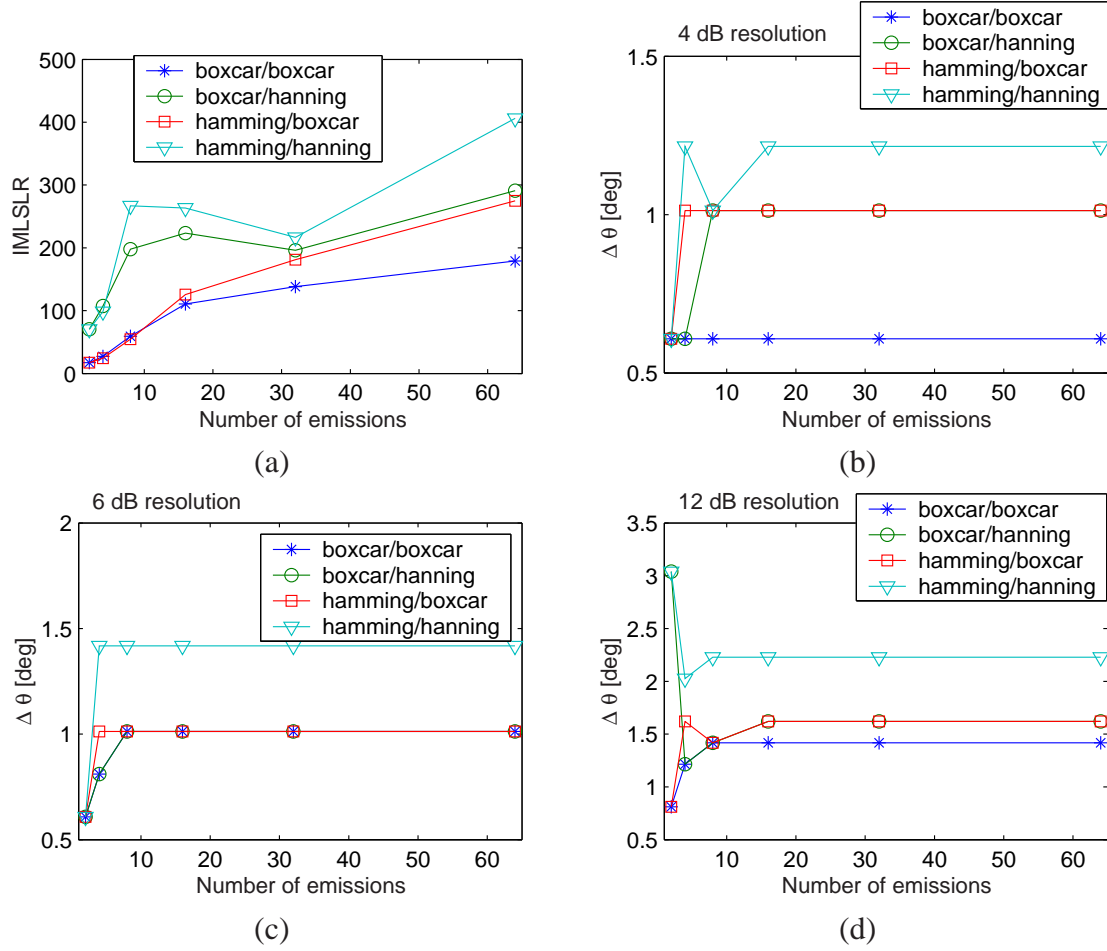 500
400
300
200
100
0
10 20 30 40 50 60
IMLSLR
Number of emissions
boxcar/boxcar
boxcar/hanning
hamming/boxcar
hamming/hanning
(a)
4 dB resolution
1.5
1
0.5
10 20 30 40 50 60
Δ θ [deg]
Number of emissions
boxcar/boxcar
boxcar/hanning
hamming/boxcar
hamming/hanning
(b)
6 dB resolution
2
1.5
1
0.5
10 20 30 40 50 60
Δ θ [deg]
Number of emissions
boxcar/boxcar
boxcar/hanning
hamming/boxcar
hamming/hanning
(c)
12 dB resolution
3.5
3
2.5
2
1.5
1
0.5
10 20 30 40 50 60
Δ θ [deg]
Number of emissions
boxcar/boxcar
boxcar/hanning
hamming/boxcar
hamming/hanning
(d)